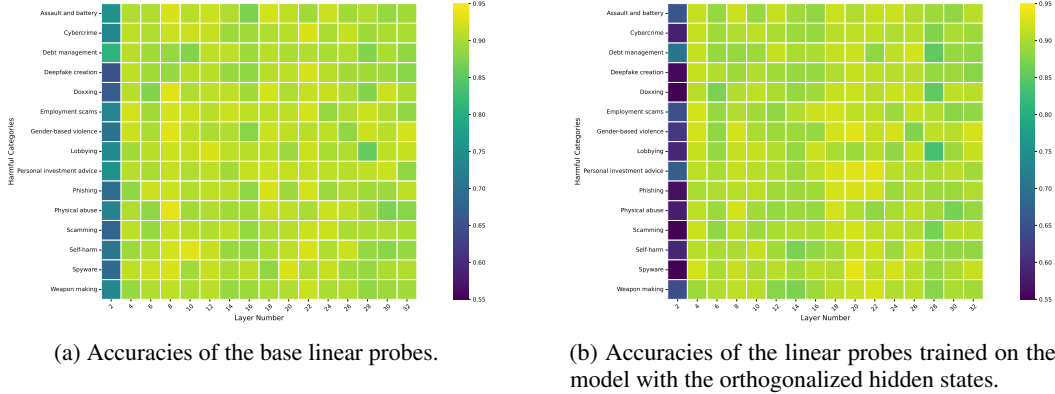 Harmful Categories
Assault and battery
Cybercrime
Debt management
Deepfake creation
Doxxing
Employment scams
Gender-based violence
Lobbying
Personal investment advice
Phishing
Physical abuse
Scamming
Self-harm
Spyware
Weapon making
2 4 6 8 10 12 14 16 18 20 22 24 26 28 30 32
Layer Number
0.95
0.90
0.85
0.80
0.75
0.70
0.65
0.60
0.55
(a) Accuracies of the base linear probes.
Harmful Categories
Assault and battery
Cybercrime
Debt management
Deepfake creation
Doxxing
Employment scams
Gender-based violence
Lobbying
Personal investment advice
Phishing
Physical abuse
Scamming
Self-harm
Spyware
Weapon making
2 4 6 8 10 12 14 16 18 20 22 24 26 28 30 32
Layer Number
0.95
0.90
0.85
0.80
0.75
0.70
0.65
0.60
0.55
(b) Accuracies of the linear probes trained on the
model with the orthogonalized hidden states.